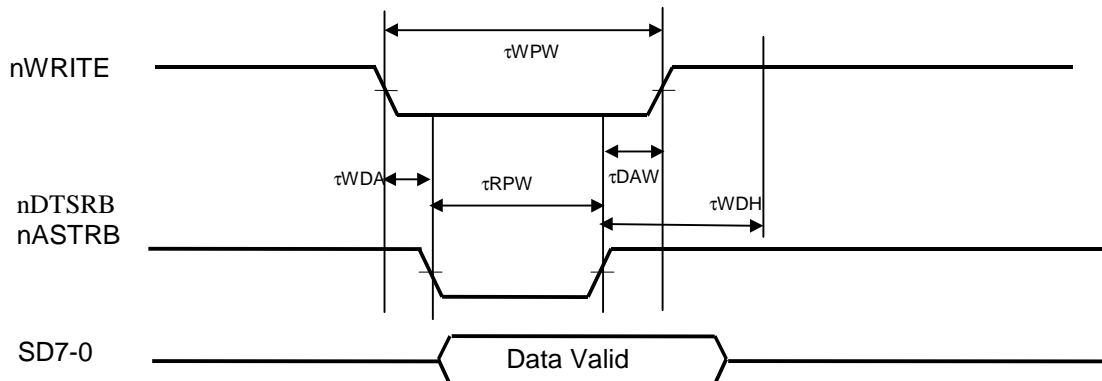 τWPW
nWRITE
τWDA
τRPW
τDAW
τWDH
nDTSRB
nASTRB
SD7-0
Data Valid